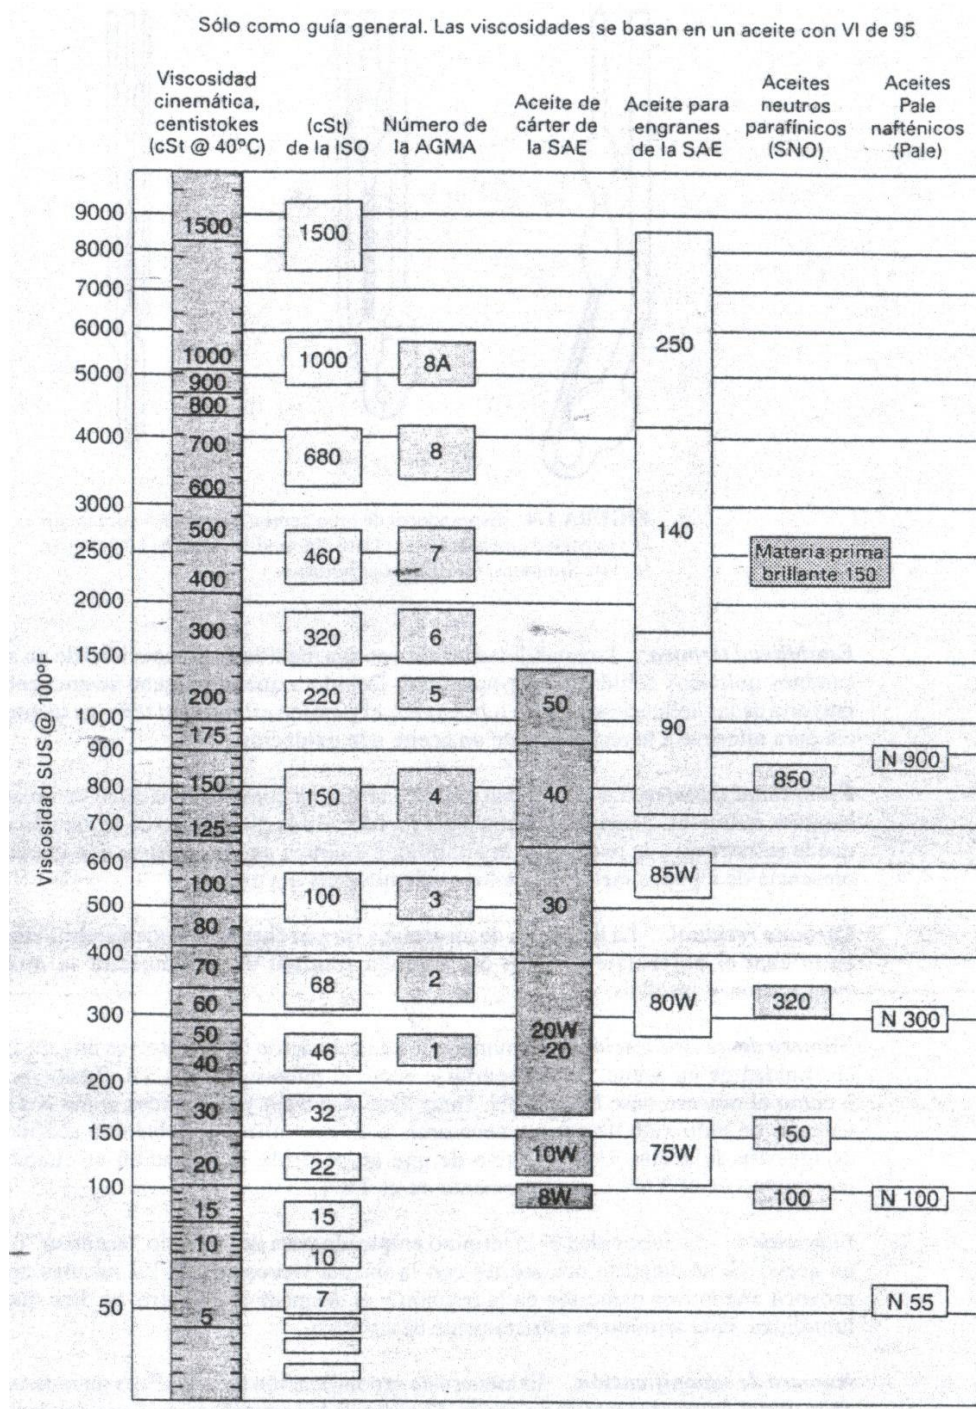 Sólo como guía general. Las viscosidades se basan en un aceite con VI de 95
Viscosidad
cinemática,
centistokes
(cSt @ 40ºC)
(cSt)
de la ISO
Número de
la AGMA
Aceite de
cárter de
la SAE
Aceite para
engranes
de la SAE
Aceites
neutros
parafínicos
(SNO)
Aceites
Pale
nafténicos
(Pale)
Viscosidad SUS @ 100°F
9000
8000
7000
6000
5000
4000
3000
2500
2000
1500
1000
900
800
700
600
500
400
300
200
150
100
50
1500
1000
900
800
700
600
500
400
300
200
175
150
125
100
80
70
60
50
40
30
20
15
10
5
1500
1000
680
460
320
220
150
100
68
46
32
22
15
10
7
8A
8
7
6
5
4
3
2
1
50
40
30
20W
-20
10W
8W
250
140
90
85W
80W
75W
Materia prima
brillante 150
850
320
150
100
N 900
N 300
N 100
N 55